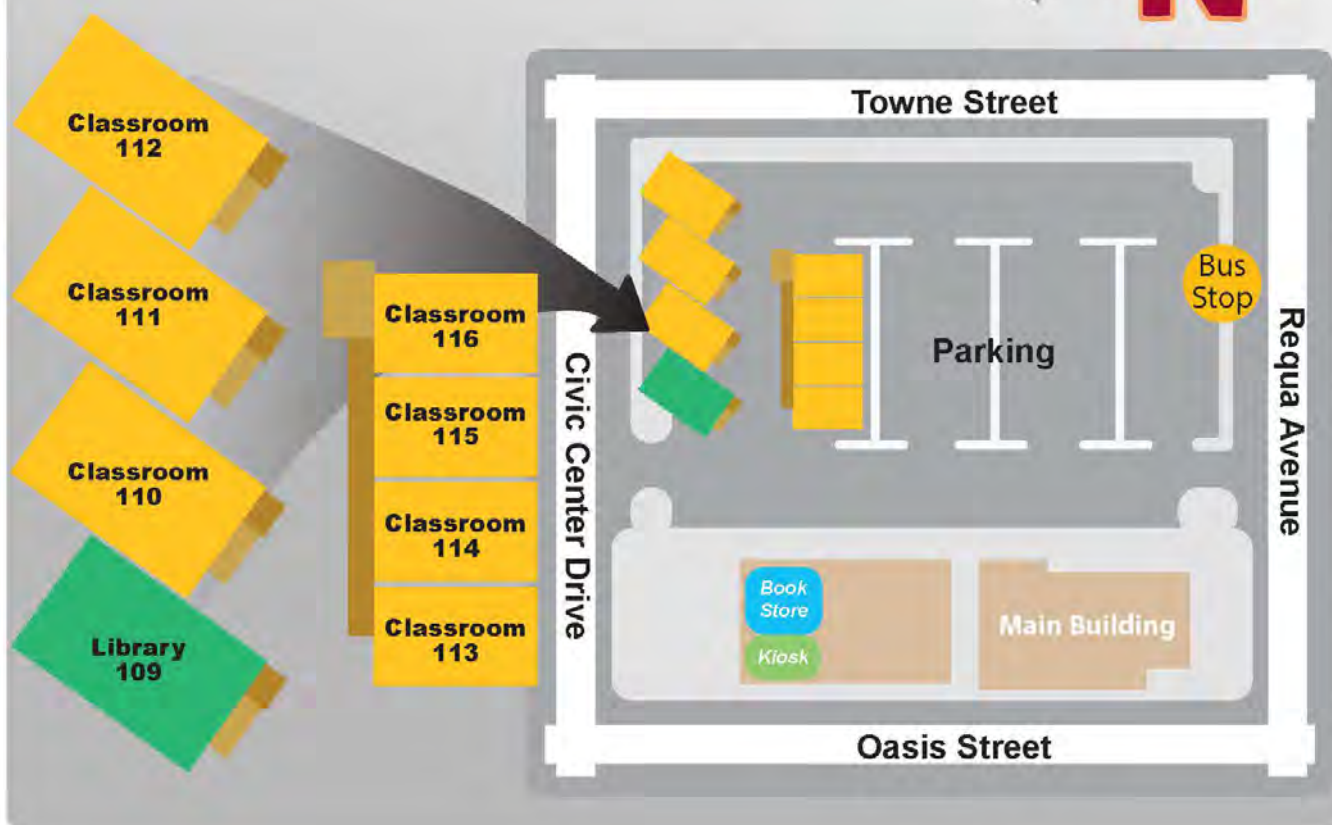 N
Towne Street
Classroom
112
Classroom
111
Classroom
110
Library
109
Classroom
116
Classroom
115
Classroom
114
Classroom
113
Civic Center Drive
Bus
Stop
Parking
Requa Avenue
Book
Store
Kiosk
Main Building
Oasis Street